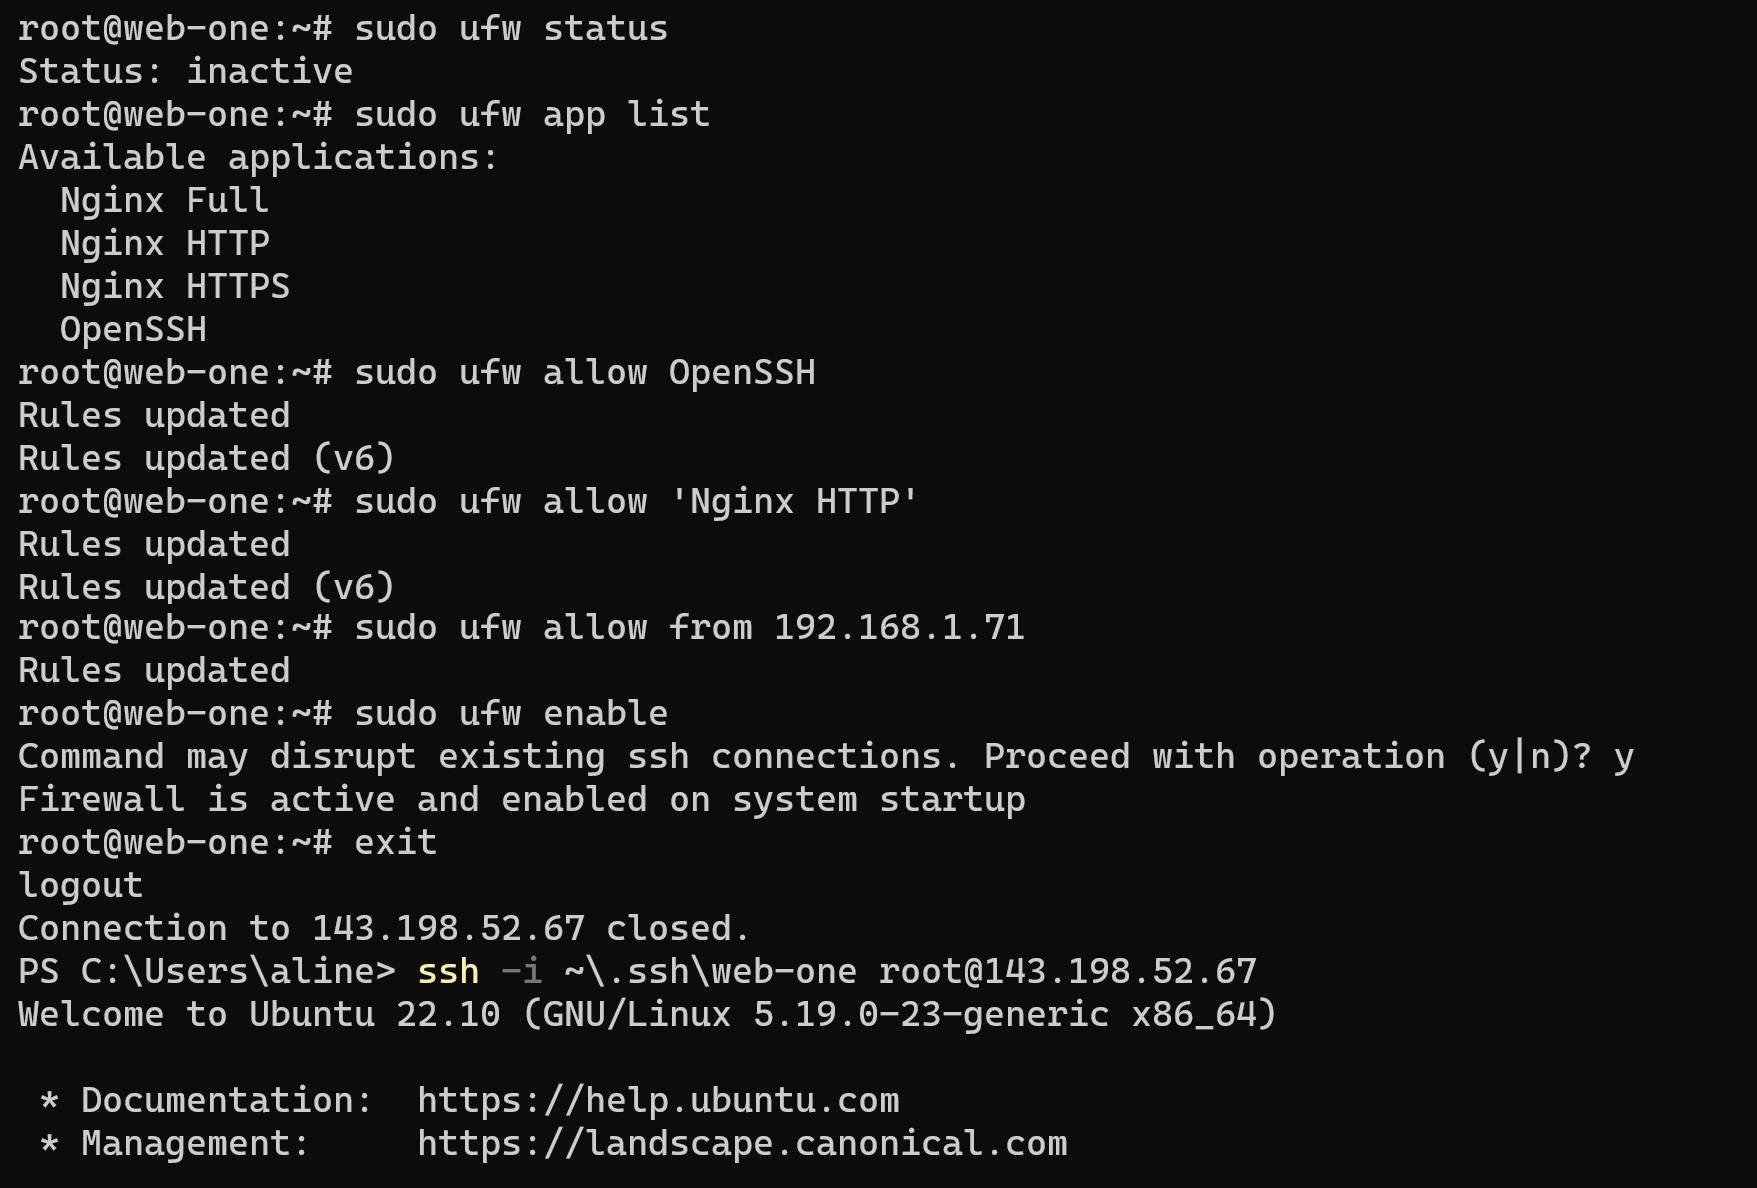 root@web-one:~# sudo ufw status
Status: inactive
root@web-one:~# sudo ufw app list
Available applications:
  Nginx Full
  Nginx HTTP
  Nginx HTTPS
  OpenSSH
root@web-one:~# sudo ufw allow OpenSSH
Rules updated
Rules updated (v6)
root@web-one:~# sudo ufw allow 'Nginx HTTP'
Rules updated
Rules updated (v6)
root@web-one:~# sudo ufw allow from 192.168.1.71
Rules updated
root@web-one:~# sudo ufw enable
Command may disrupt existing ssh connections. Proceed with operation (y|n)? y
Firewall is active and enabled on system startup
root@web-one:~# exit
logout
Connection to 143.198.52.67 closed.
PS C:\Users\aline> ssh -i ~\.ssh\web-one root@143.198.52.67
Welcome to Ubuntu 22.10 (GNU/Linux 5.19.0-23-generic x86_64)

 * Documentation:  https://help.ubuntu.com
 * Management:     https://landscape.canonical.com